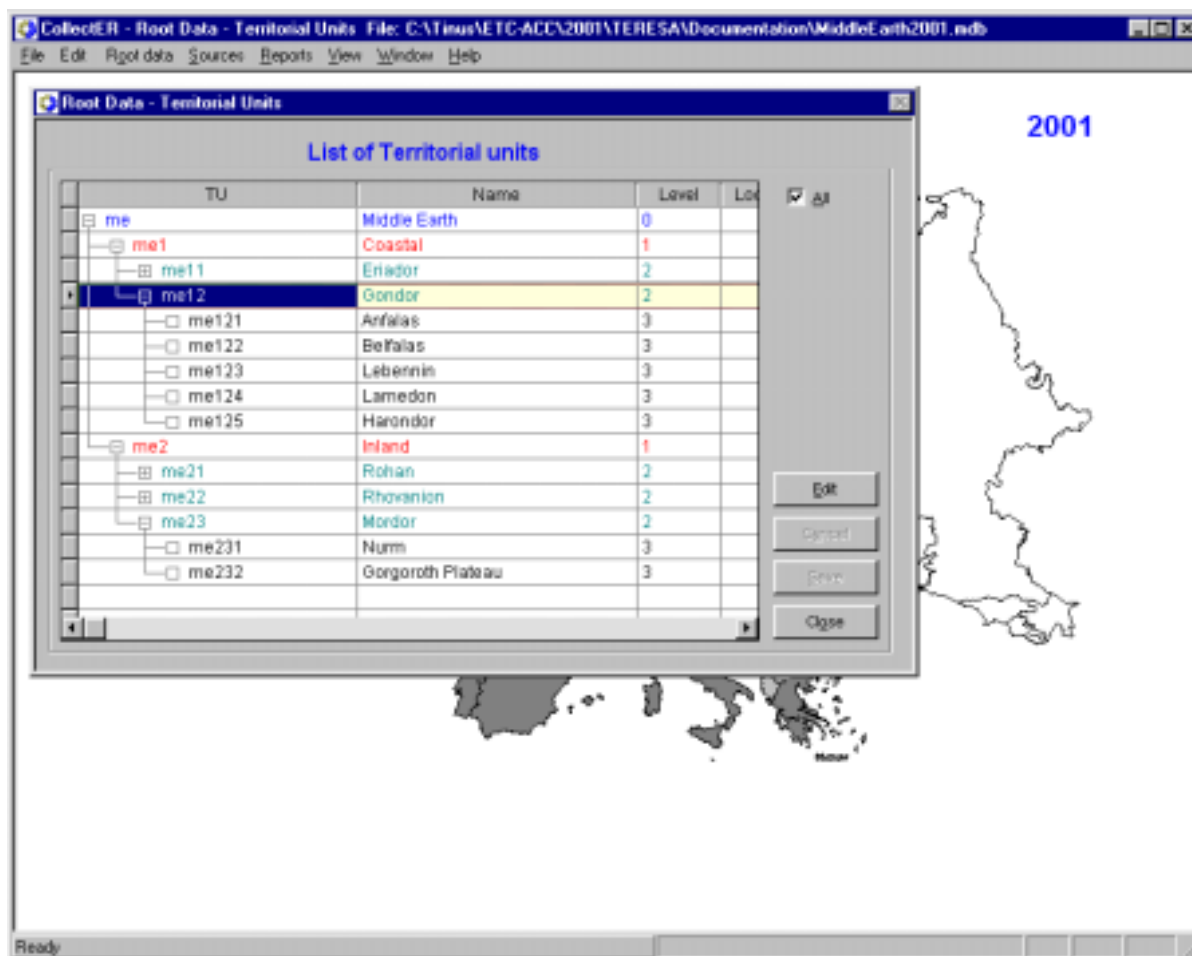 CollectER - Root Data - Territorial Units File: C:\Tinus\ETC-ACC\2001\TERESA\Documentation\MiddleEarth2001.mdb
File Edit Root data Sources Reports View Window Help
Root Data - Territorial Units
2001
List of Territorial units
TU Name Level Loc
All
me Middle Earth 0
me1 Coastal 1
me11 Eriador 2
me12 Gondor 2
me121 Anfalas 3
me122 Belfalas 3
me123 Lebennin 3
me124 Lamedon 3
me125 Harondor 3
me2 Inland 1
me21 Rohan 2
me22 Rhovanion 2
me23 Mordor 2
me231 Nurm 3
me232 Gorgoroth Plateau 3
Edit
Cancel
Save
Close
Ready